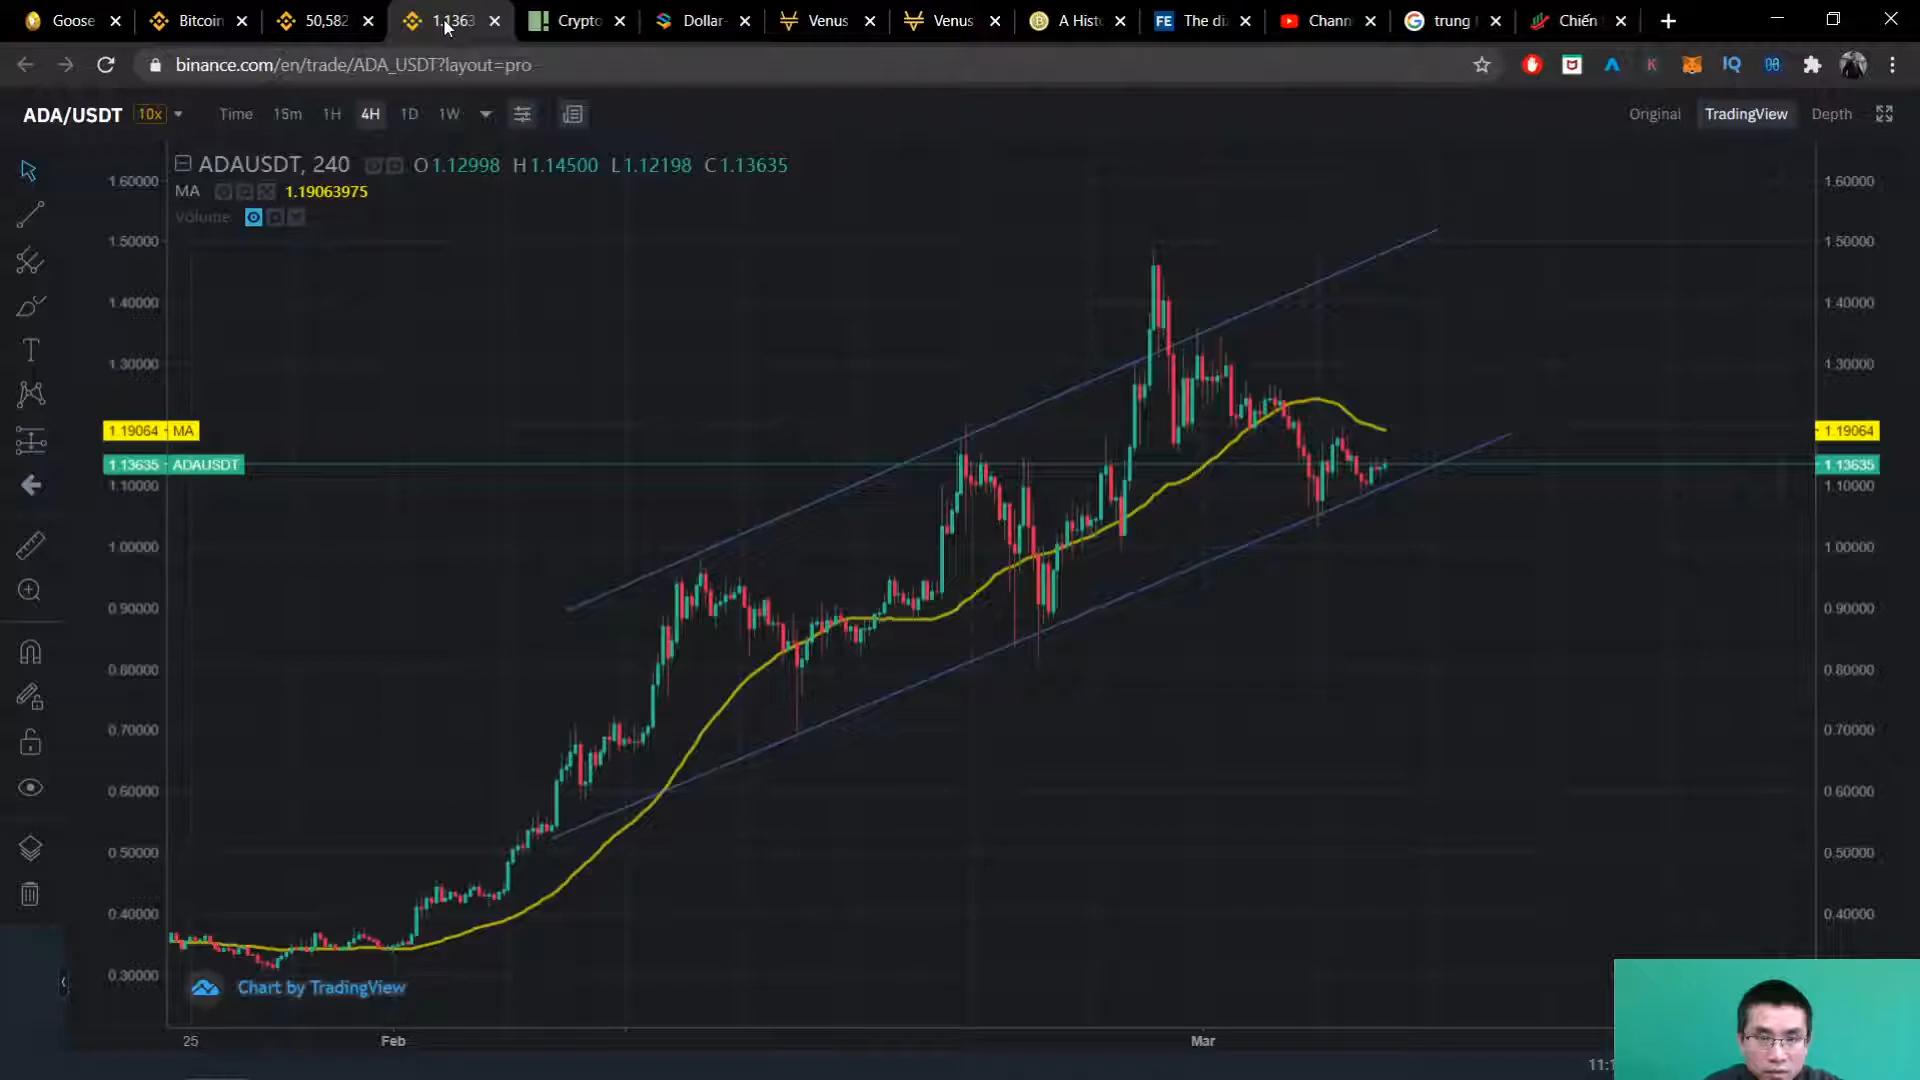 Goose
Bitcoin
50,582
1.1363
Crypto
Dollar-
Venus
Venus
A Histo
FE The di
Chann
trung
Chiến
binance.com/en/trade/ADA_USDT?layout=pro
IQ
ADA/USDT 10x Time 15m 1H 4H 1D 1W Original TradingView Depth
ADAUSDT, 240 O 1.12998 H 1.14500 L 1.12198 C 1.13635
MA 1.19063975
Volume
1.60000 1.60000
1.50000 1.50000
1.40000 1.40000
1.30000 1.30000
1.19064 MA 1.19064
1.13635 ADAUSDT 1.13635
1.10000 1.10000
1.00000 1.00000
0.90000 0.90000
0.80000 0.80000
0.70000 0.70000
0.60000 0.60000
0.50000 0.50000
0.40000 0.40000
0.30000
Chart by TradingView
25 Feb Mar